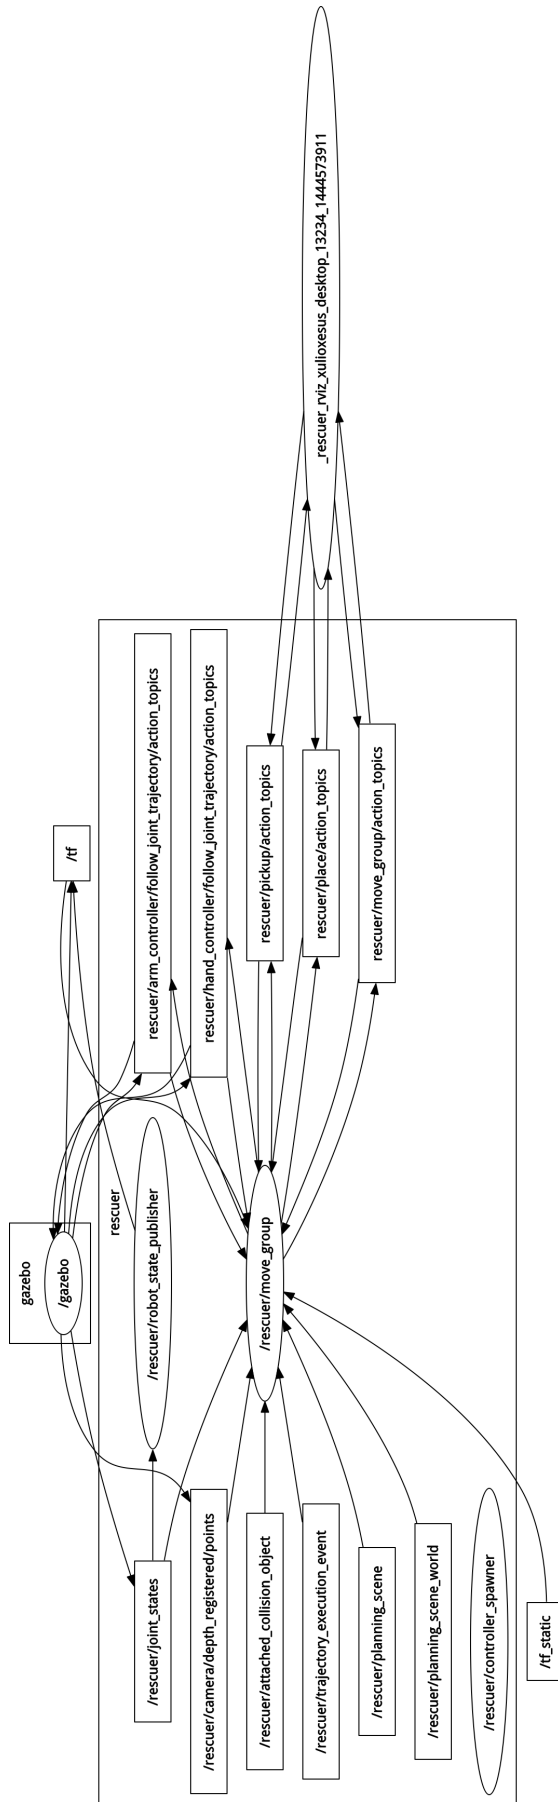 gazebo
/gazebo
/tf
rescuer
/rescuer/joint_states
/rescuer/robot_state_publisher
rescuer/arm_controller/follow_joint_trajectory/action_topics
/rescuer/camera/depth_registered/points
rescuer/hand_controller/follow_joint_trajectory/action_topics
/rescuer/attached_collision_object
/rescuer/move_group
rescuer/pickup/action_topics
/rescuer/trajectory_execution_event
rescuer/place/action_topics
_rescuer_rviz_xulioxesus_desktop_13234_1444573911
/rescuer/planning_scene
rescuer/move_group/action_topics
/rescuer/planning_scene_world
/rescuer/controller_spawner
/tf_static